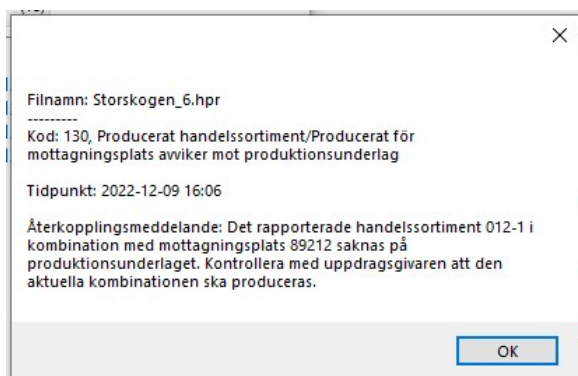 Filnamn: Storskogen_6.hpr
---------
Kod: 130, Producerat handelssortiment/Producerat för
mottagningsplats avviker mot produktionsunderlag
Tidpunkt: 2022-12-09 16:06
Återkopplingsmeddelande: Det rapporterade handelssortiment 012-1 i
kombination med mottagningsplats 89212 saknas på
produktionsunderlaget. Kontrollera med uppdragsgivaren att den
aktuella kombinationen ska produceras.
OK